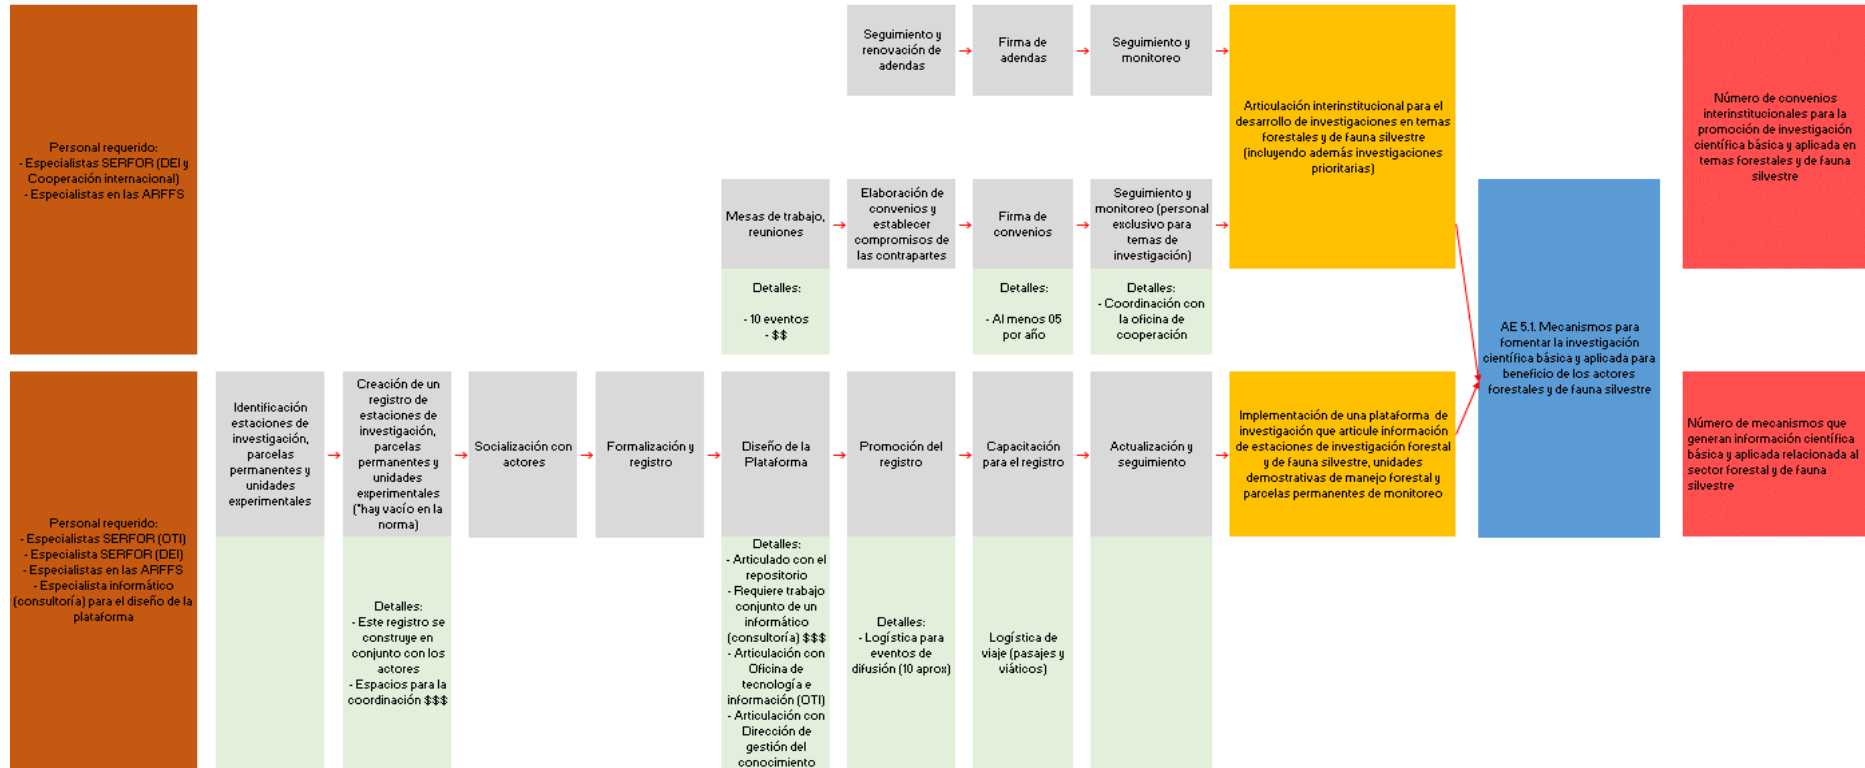 Personal requerido:
- Especialistas SERFOR (DEI y
Cooperación internacional)
- Especialistas en las ARFFS
Seguimiento y
renovación de
adendas
Firma de
adendas
Seguimiento y
monitoreo
Mesas de trabajo,
reuniones
Elaboración de
convenios y
establecer
compromisos de
las contrapartes
Firma de
convenios
Seguimiento y
monitoreo (personal
exclusivo para
temas de
investigación)
Detalles:
- 10 eventos
- $$
Detalles:
- Al menos 05
por año
Detalles:
- Coordinación con
la oficina de
cooperación
Articulación interinstitucional para el
desarrollo de investigaciones en temas
forestales y de fauna silvestre
(incluyendo además investigaciones
prioritarias)
AE 5.1. Mecanismos para
fomentar la investigación
científica básica y aplicada para
beneficio de los actores
forestales y de fauna silvestre
Número de convenios
interinstitucionales para la
promoción de investigación
científica básica y aplicada en
temas forestales y de fauna
silvestre
Personal requerido:
- Especialistas SERFOR (OTI)
- Especialista SERFOR (DEI)
- Especialistas en las ARFFS
- Especialista informático
(consultoría) para el diseño de la
plataforma
Identificación
estaciones de
investigación,
parcelas
permanentes y
unidades
experimentales
Creación de un
registro de
estaciones de
investigación,
parcelas
permanentes y
unidades
experimentales
(*hay vacío en la
norma)
Socialización con
actores
Formalización y
registro
Diseño de la
Plataforma
Promoción del
registro
Capacitación
para el registro
Actualización y
seguimiento
Implementación de una plataforma de
investigación que articule información
de estaciones de investigación forestal
y de fauna silvestre, unidades
demostrativas de manejo forestal y
parcelas permanentes de monitoreo
Número de mecanismos que
generan información científica
básica y aplicada relacionada al
sector forestal y de fauna
silvestre
Detalles:
- Este registro se
construye en
conjunto con los
actores
- Espacios para la
coordinación $$$
Detalles:
- Articulado con el
repositorio
- Requiere trabajo
conjunto de un
informático
(consultoría) $$$
- Articulación con
Oficina de
tecnología e
información (OTI)
- Articulación con
Dirección de
gestión del
conocimiento
Detalles:
- Logística para
eventos de
difusión (10 aprox)
Logística de
viaje (pasajes y
viáticos)